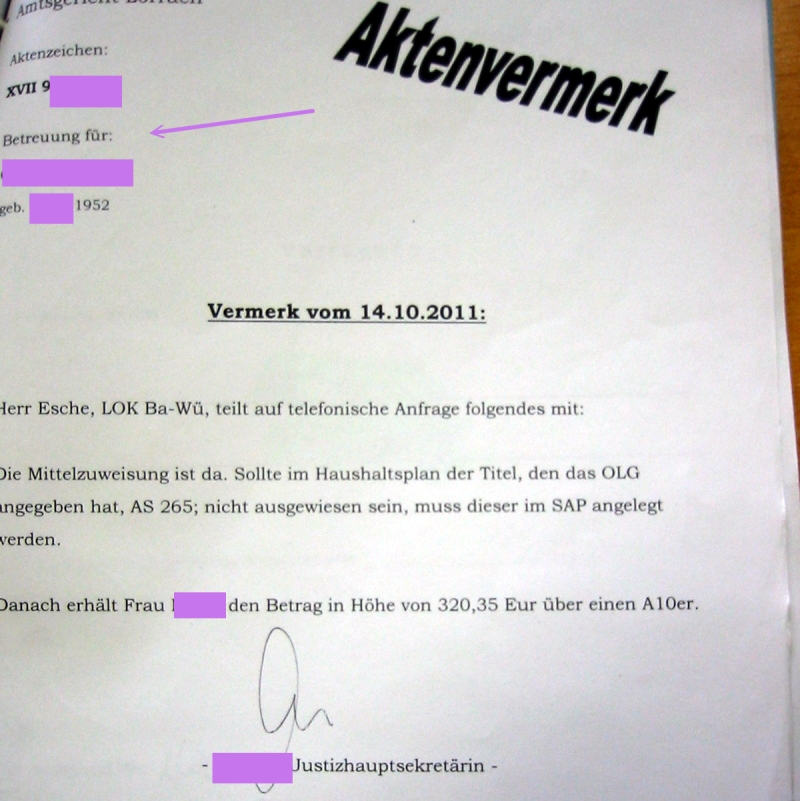 Amtsgericht Lörrach
Aktenvermerk
Aktenzeichen:
XVII 9
Betreuung für:
geb. 1952
Vermerk vom 14.10.2011:
Herr Esche, LOK Ba-Wü, teilt auf telefonische Anfrage folgendes mit:
Die Mittelzuweisung ist da. Sollte im Haushaltsplan der Titel, den das OLG
angegeben hat, AS 265; nicht ausgewiesen sein, muss dieser im SAP angelegt
werden.
Danach erhält Frau den Betrag in Höhe von 320,35 Eur über einen A10er.
- Justizhauptsekretärin -